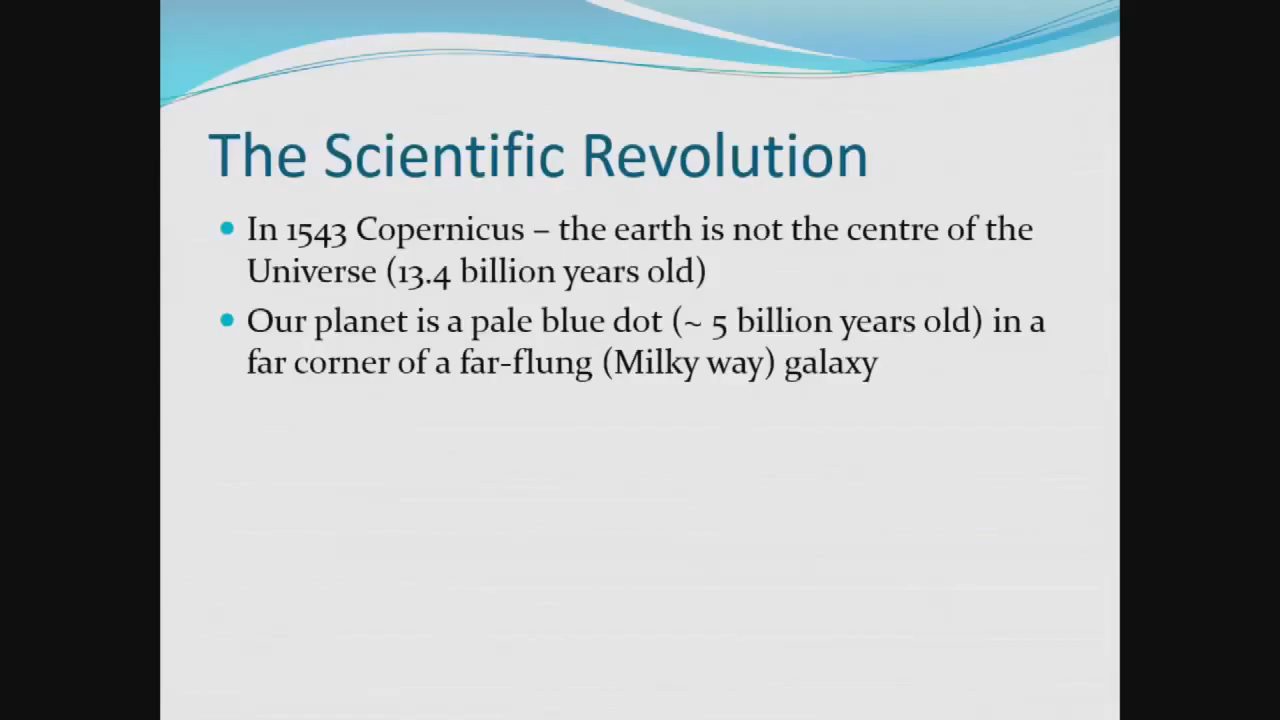 The Scientific Revolution
• In 1543 Copernicus – the earth is not the centre of the
Universe (13.4 billion years old)
• Our planet is a pale blue dot (~ 5 billion years old) in a
far corner of a far-flung (Milky way) galaxy